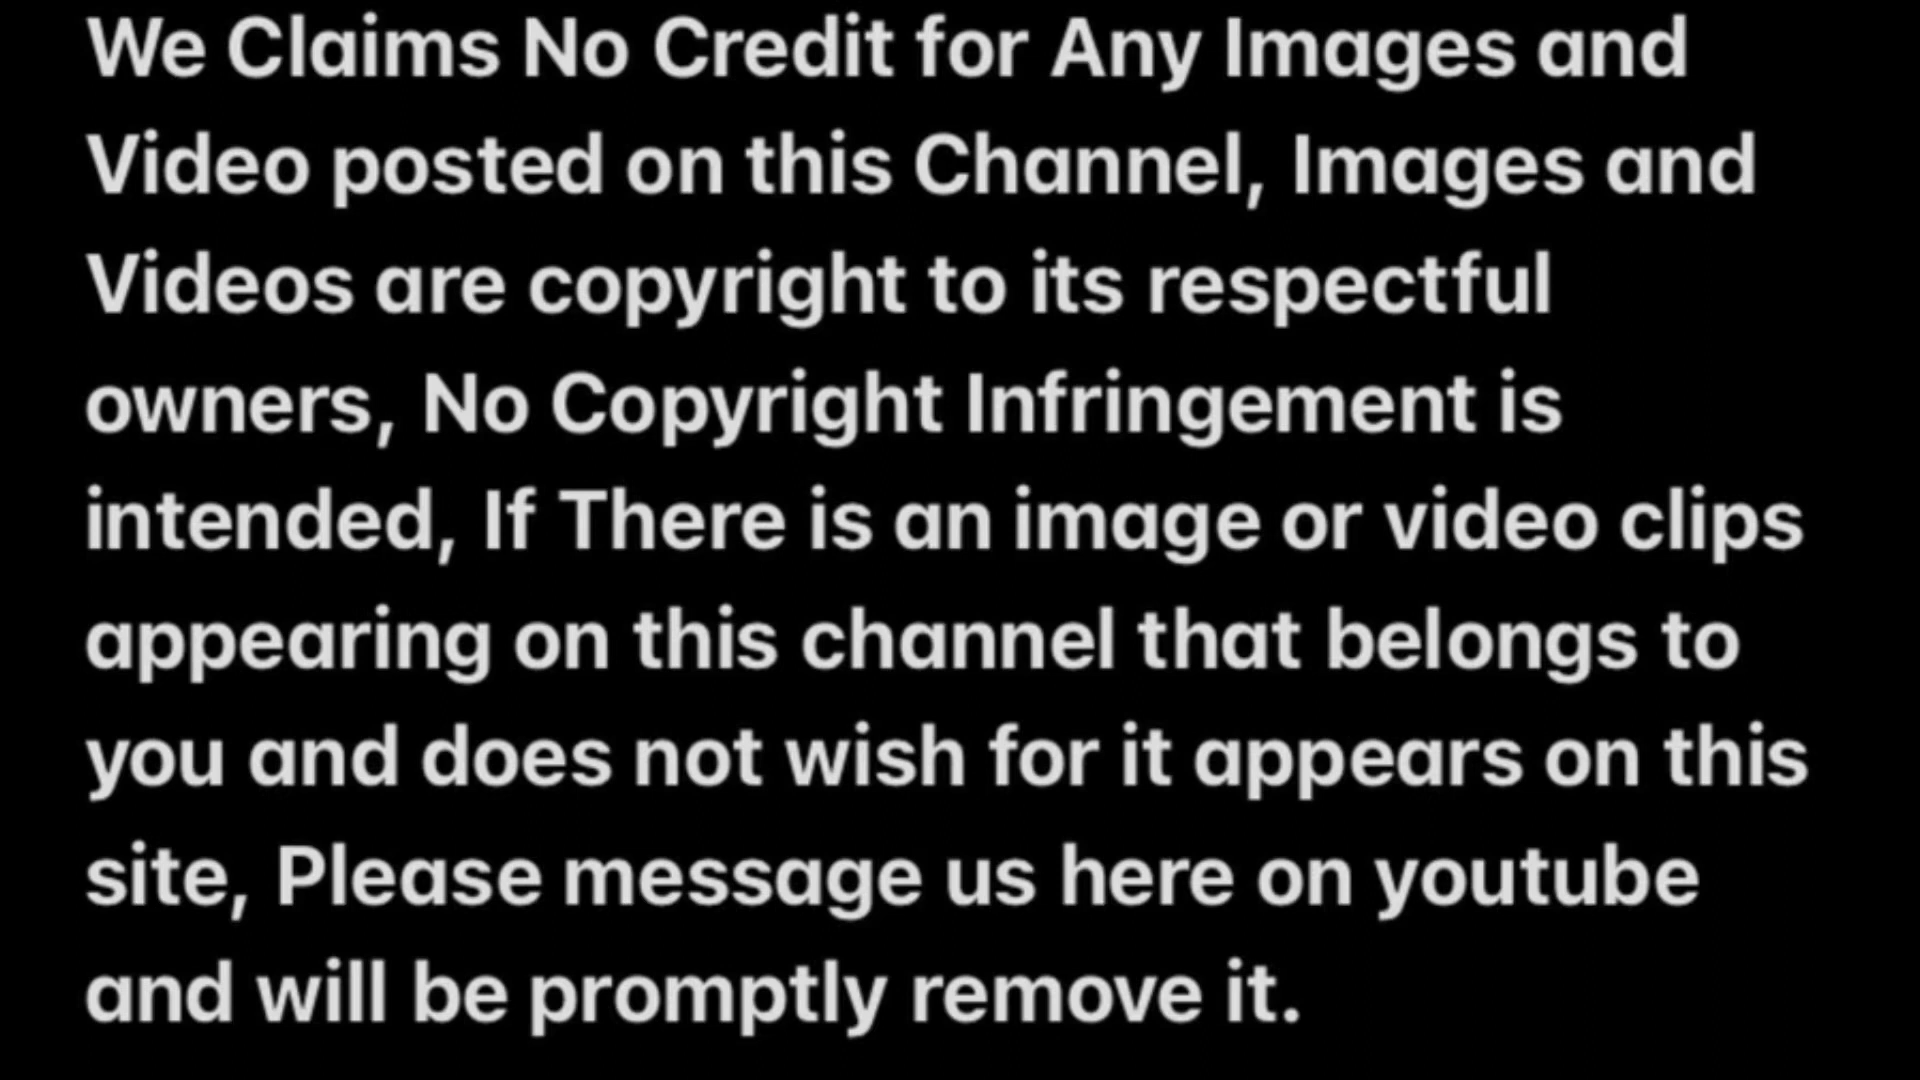 We Claims No Credit for Any Images and
Video posted on this Channel, Images and
Videos are copyright to its respectful
owners, No Copyright Infringement is
intended, If There is an image or video clips
appearing on this channel that belongs to
you and does not wish for it appears on this
site, Please message us here on youtube
and will be promptly remove it.